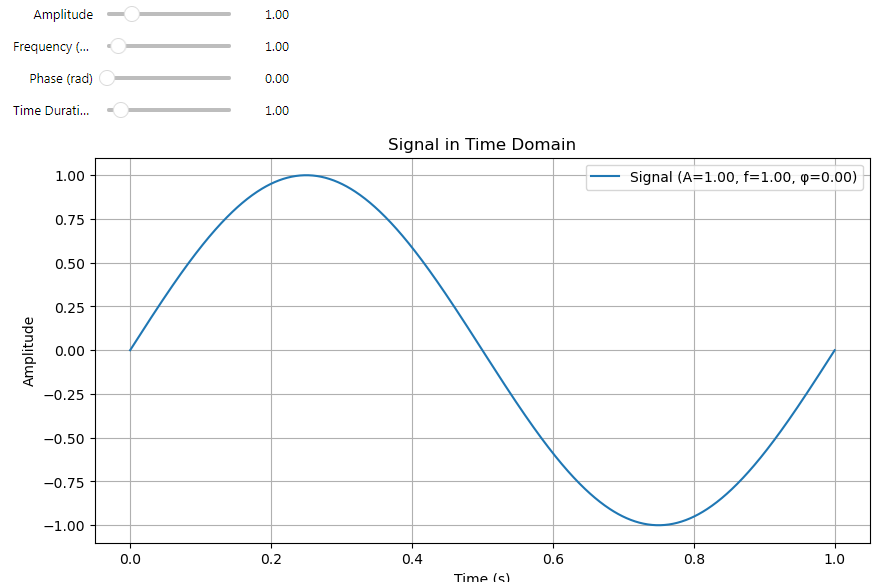 Amplitude 1.00
Frequency (... 1.00
Phase (rad) 0.00
Time Durati... 1.00
Signal in Time Domain
Signal (A=1.00, f=1.00, φ=0.00)
Amplitude
1.00
0.75
0.50
0.25
0.00
−0.25
−0.50
−0.75
−1.00
0.0 0.2 0.4 0.6 0.8 1.0
Time (s)